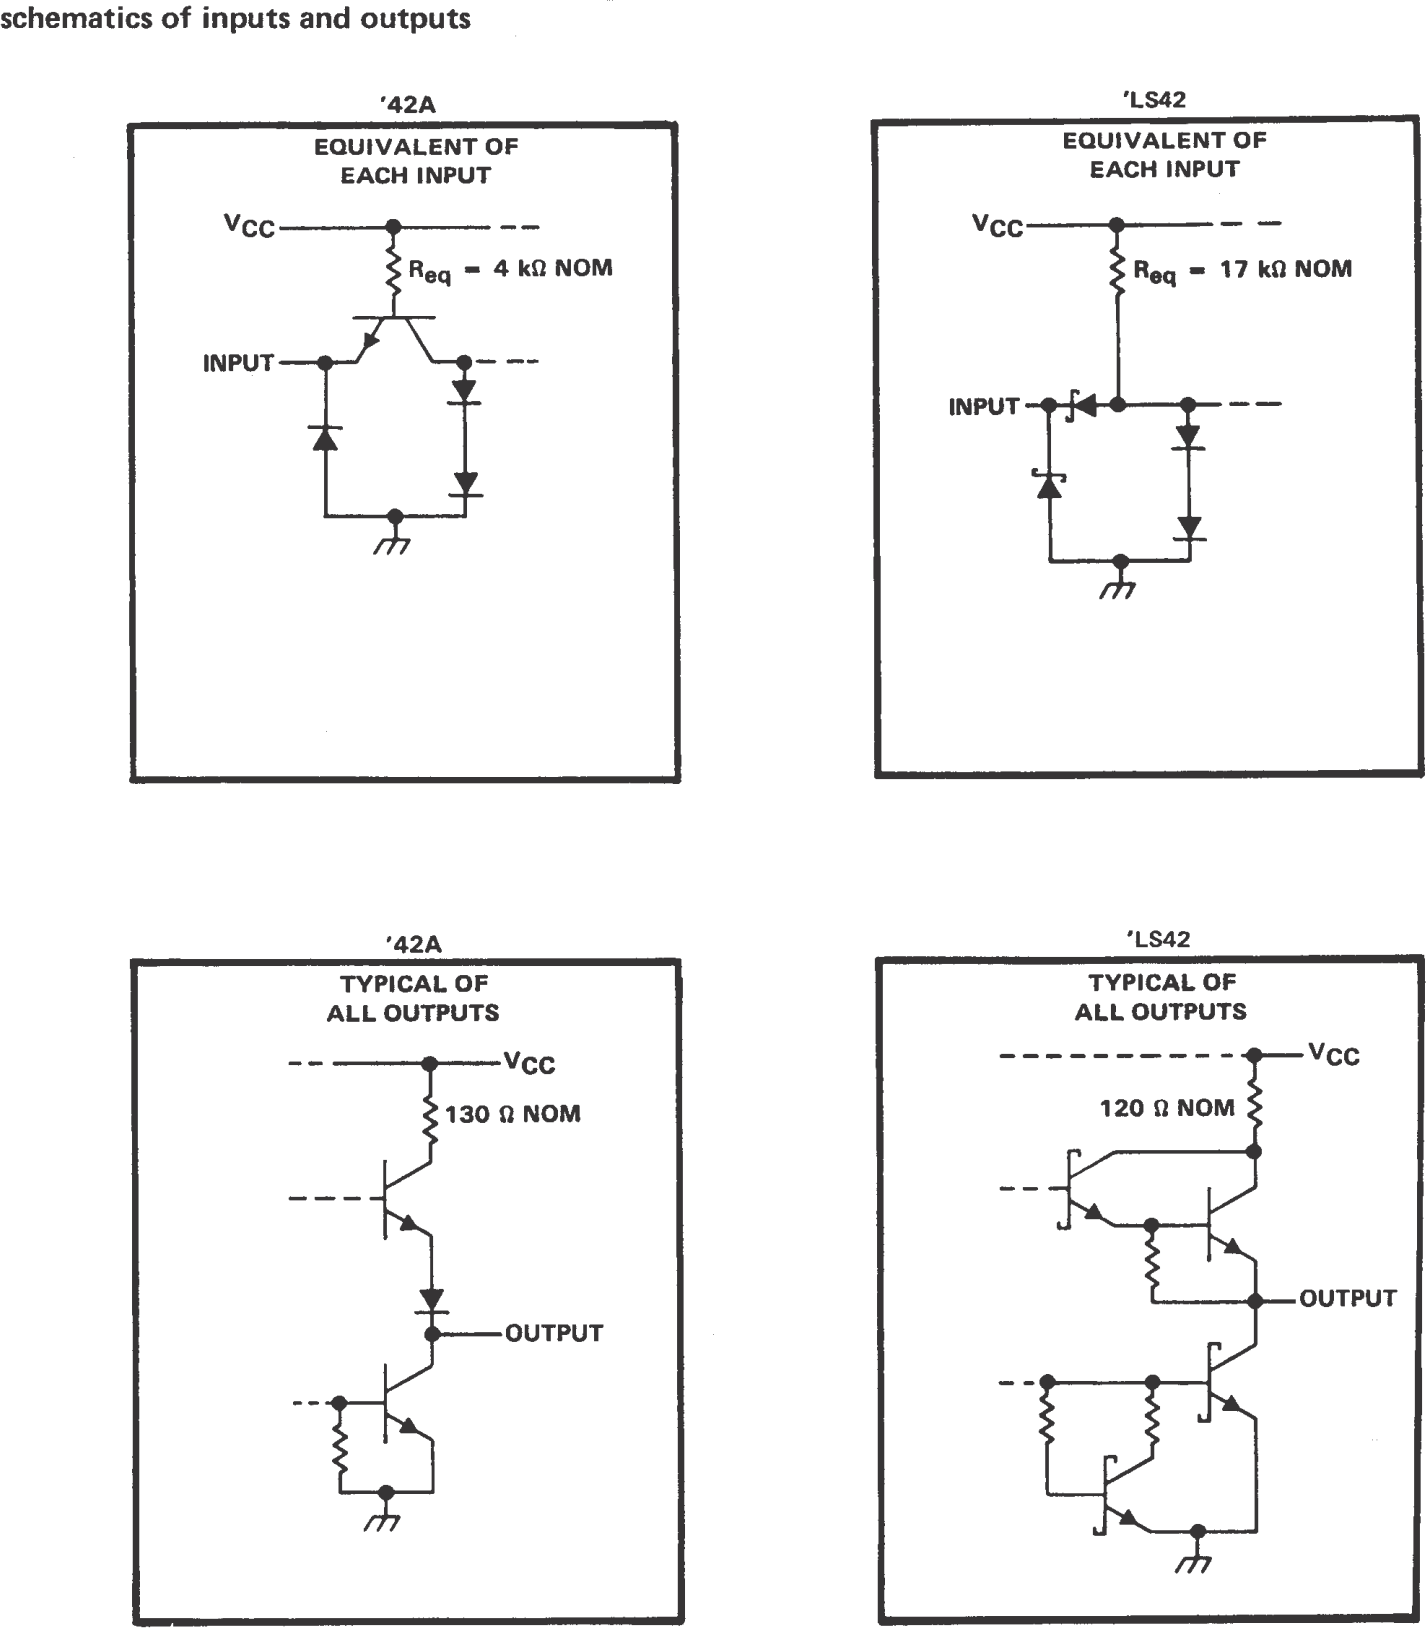 schematics of inputs and outputs
'42A
EQUIVALENT OF
EACH INPUT
VCC
Req = 4 kΩ NOM
INPUT
'LS42
EQUIVALENT OF
EACH INPUT
VCC
Req = 17 kΩ NOM
INPUT
'42A
TYPICAL OF
ALL OUTPUTS
VCC
130 Ω NOM
OUTPUT
'LS42
TYPICAL OF
ALL OUTPUTS
VCC
120 Ω NOM
OUTPUT